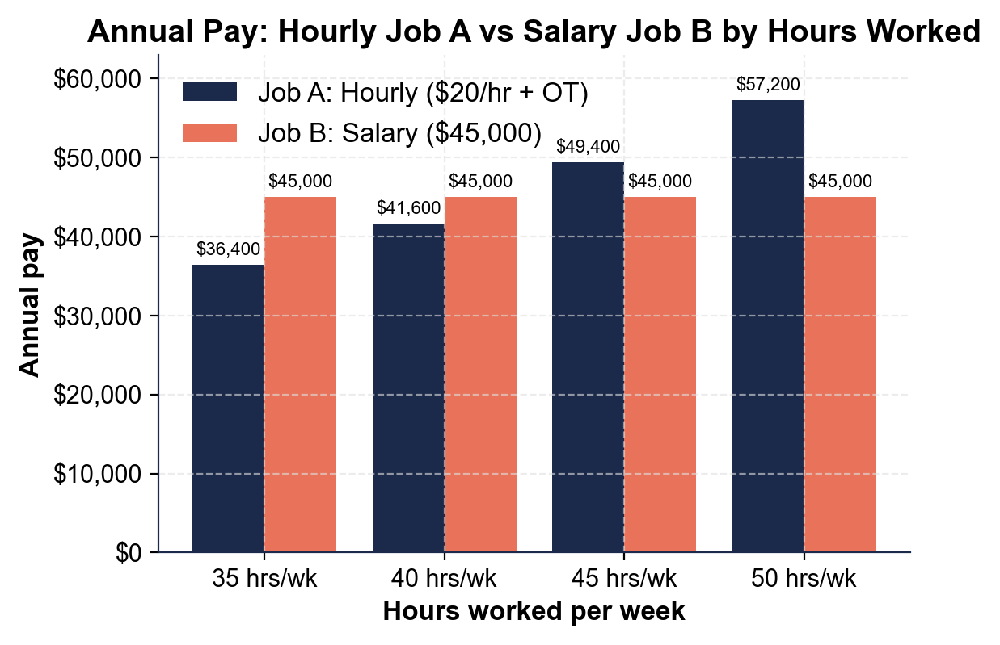 Annual Pay: Hourly Job A vs Salary Job B by Hours Worked
Job A: Hourly ($20/hr + OT)
Job B: Salary ($45,000)
Annual pay
$60,000
$50,000
$40,000
$30,000
$20,000
$10,000
$0
$36,400
$45,000
$41,600
$45,000
$49,400
$45,000
$57,200
$45,000
35 hrs/wk
40 hrs/wk
45 hrs/wk
50 hrs/wk
Hours worked per week